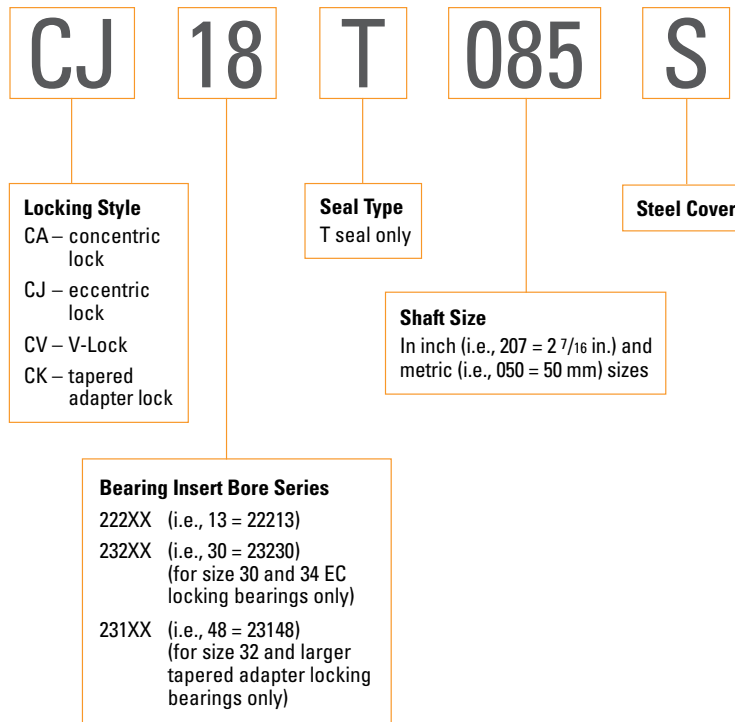 CJ 18 T 085 S
Locking Style
CA – concentric
lock
CJ – eccentric
lock
CV – V-Lock
CK – tapered
adapter lock
Seal Type
T seal only
Steel Cover
Shaft Size
In inch (i.e., 207 = 2 7/16 in.) and
metric (i.e., 050 = 50 mm) sizes
Bearing Insert Bore Series
222XX (i.e., 13 = 22213)
232XX (i.e., 30 = 23230)
(for size 30 and 34 EC
locking bearings only)
231XX (i.e., 48 = 23148)
(for size 32 and larger
tapered adapter locking
bearings only)